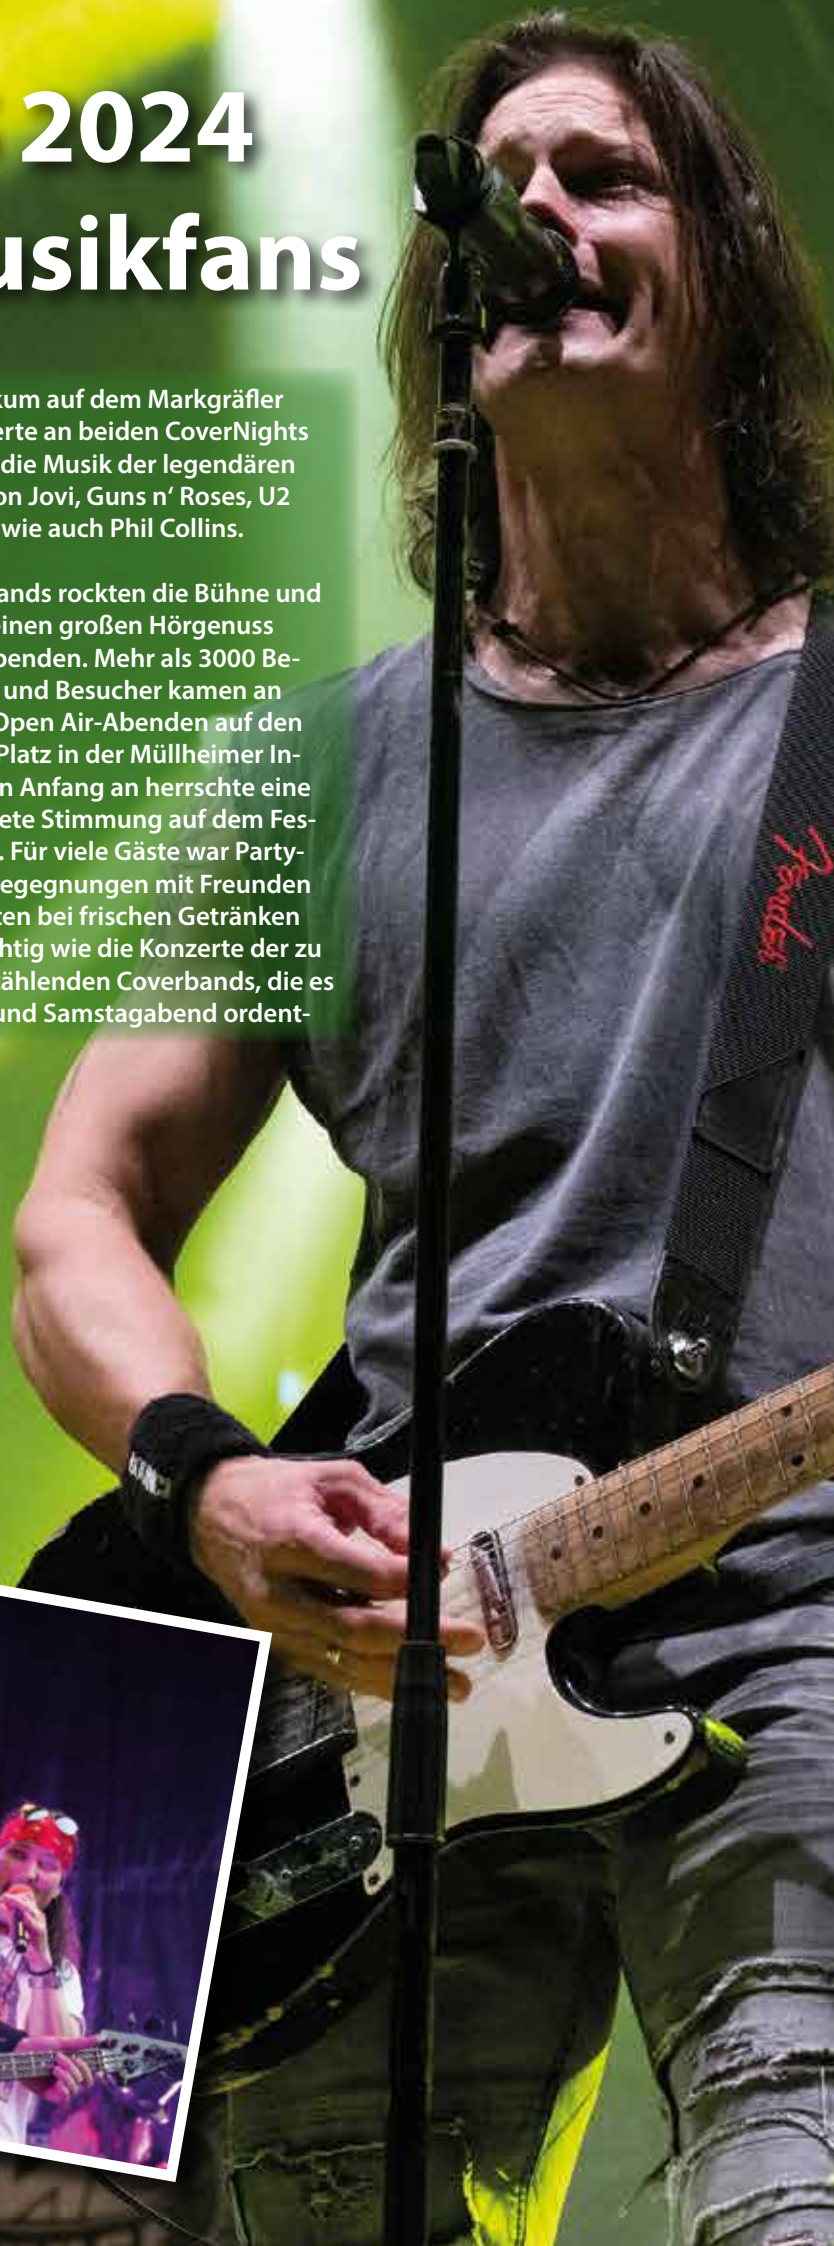 2024
usikfans
kum auf dem Markgräfler
erte an beiden CoverNights
die Musik der legendären
on Jovi, Guns n‘ Roses, U2
wie auch Phil Collins.
ands rockten die Bühne und
einen großen Hörgenuss
benden. Mehr als 3000 Be-
und Besucher kamen an
Open Air-Abenden auf den
Platz in der Müllheimer In-
n Anfang an herrschte eine
ete Stimmung auf dem Fes-
. Für viele Gäste war Party-
egegnungen mit Freunden
ten bei frischen Getränken
htig wie die Konzerte der zu
zählenden Coverbands, die es
und Samstagabend ordent-
Fender